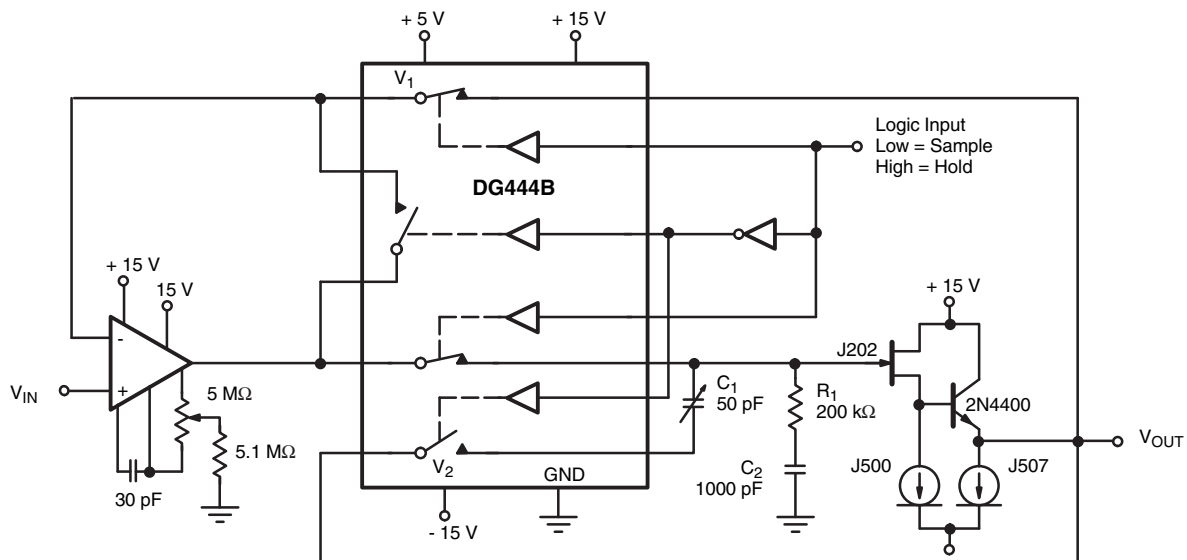 + 5 V
+ 15 V
V1
Logic Input
Low = Sample
High = Hold
DG444B
+ 15 V
15 V
-
+
VIN
5 MΩ
5.1 MΩ
30 pF
+ 15 V
J202
C1
50 pF
R1
200 kΩ
2N4400
VOUT
V2
GND
C2
1000 pF
J500
J507
- 15 V